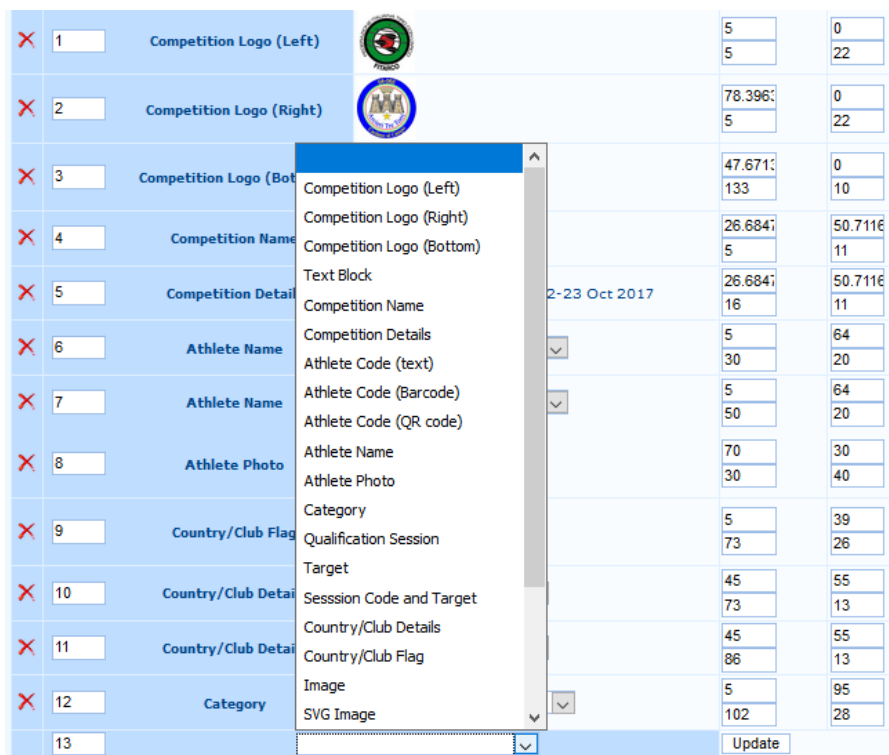 1 Competition Logo (Left) FITARCO 5 0
5 22
2 Competition Logo (Right) 78.3963 0
5 22
3 Competition Logo (Bot 47.6713 0
133 10
4 Competition Name 26.6847 50.7116
5 11
5 Competition Detail 2-23 Oct 2017 26.6847 50.7116
16 11
6 Athlete Name 5 64
30 20
7 Athlete Name 5 64
50 20
8 Athlete Photo 70 30
30 40
9 Country/Club Flag 5 39
73 26
10 Country/Club Detai 45 55
73 13
11 Country/Club Detai 45 55
86 13
12 Category 5 95
102 28
13 Update
Competition Logo (Left)
Competition Logo (Right)
Competition Logo (Bottom)
Text Block
Competition Name
Competition Details
Athlete Code (text)
Athlete Code (Barcode)
Athlete Code (QR code)
Athlete Name
Athlete Photo
Category
Qualification Session
Target
Sesssion Code and Target
Country/Club Details
Country/Club Flag
Image
SVG Image